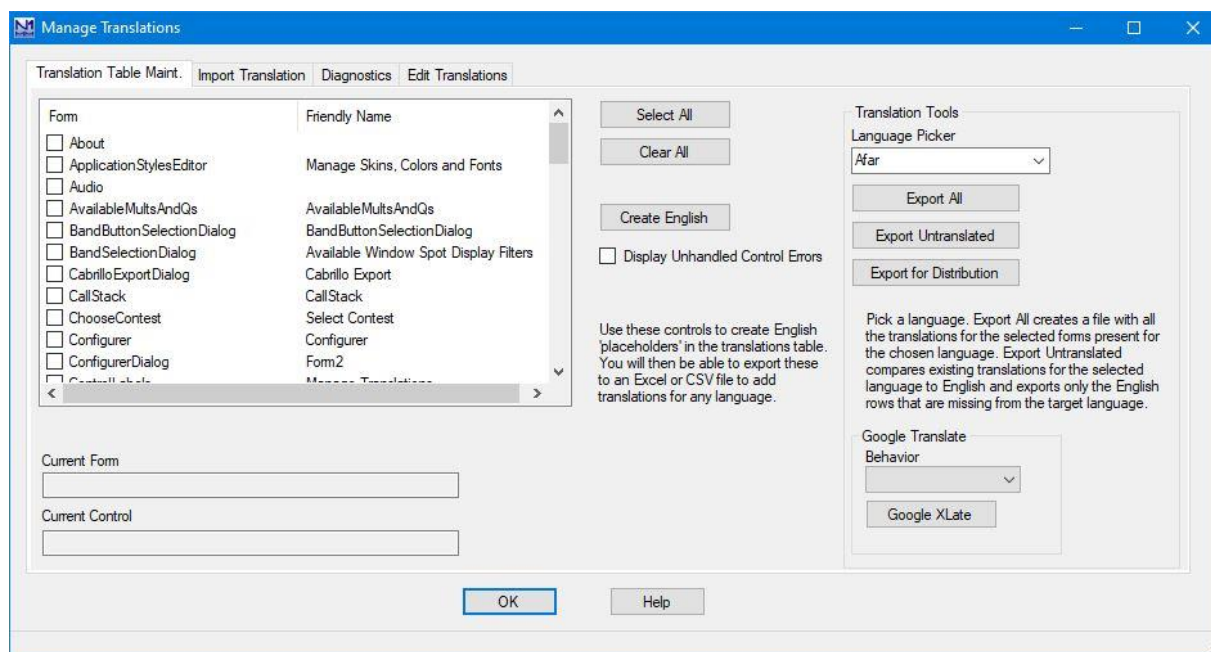 Manage Translations
Translation Table Maint. Import Translation Diagnostics Edit Translations
Form Friendly Name
About
ApplicationStylesEditor Manage Skins, Colors and Fonts
Audio
AvailableMultsAndQs AvailableMultsAndQs
BandButtonSelectionDialog BandButtonSelectionDialog
BandSelectionDialog Available Window Spot Display Filters
CabrilloExportDialog Cabrillo Export
CallStack CallStack
ChooseContest Select Contest
Configurer Configurer
ConfigurerDialog Form2
ControlLabels Manage Translations
Current Form
Current Control
Select All
Clear All
Create English
Display Unhandled Control Errors
Use these controls to create English
'placeholders' in the translations table.
You will then be able to export these
to an Excel or CSV file to add
translations for any language.
Translation Tools
Language Picker
Afar
Export All
Export Untranslated
Export for Distribution
Pick a language. Export All creates a file with all
the translations for the selected forms present for
the chosen language. Export Untranslated
compares existing translations for the selected
language to English and exports only the English
rows that are missing from the target language.
Google Translate
Behavior
Google XLate
OK Help